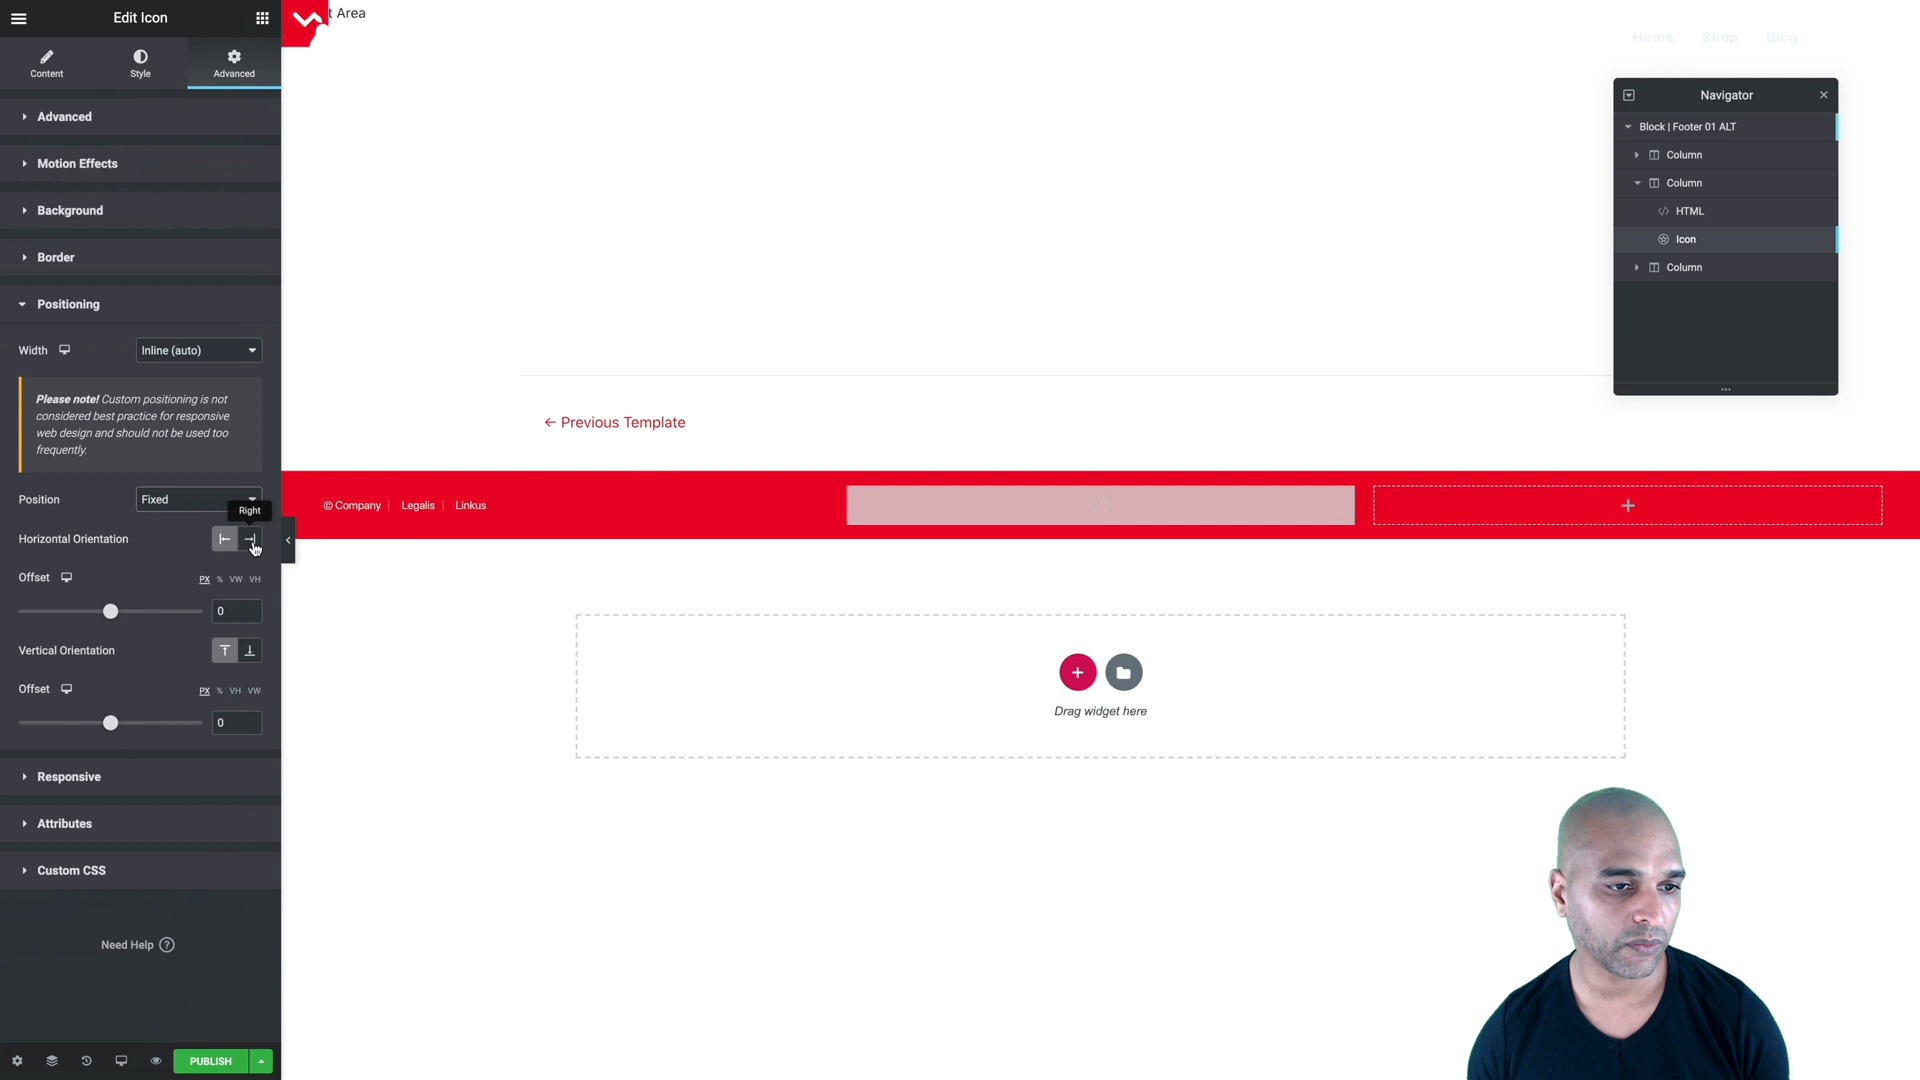 Edit Icon
Content
Style
Advanced
Advanced
Motion Effects
Background
Border
Positioning
Width
Inline (auto)
Please note! Custom positioning is not
considered best practice for responsive
web design and should not be used too
frequently.
Position
Fixed
Right
Horizontal Orientation
Offset
PX % VW VH
0
Vertical Orientation
Offset
PX % VH VW
0
Responsive
Attributes
Custom CSS
Need Help ?
PUBLISH
t Area
Home Shop Blog
Navigator
Block | Footer 01 ALT
Column
Column
HTML
Icon
Column
← Previous Template
© Company | Legalis | Linkus
Drag widget here